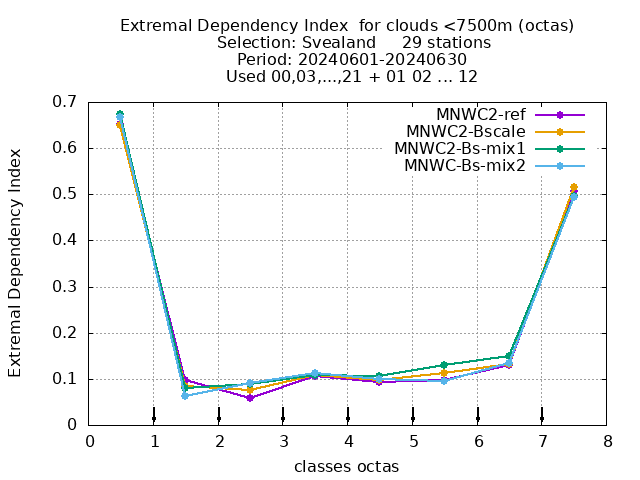 Extremal Dependency Index  for clouds <7500m (octas)
Selection: Svealand     29 stations
Period: 20240601-20240630
Used 00,03,...,21 + 01 02 ... 12
MNWC2-ref
MNWC2-Bscale
MNWC2-Bs-mix1
MNWC-Bs-mix2
Extremal Dependency Index
0.7
0.6
0.5
0.4
0.3
0.2
0.1
0
0 1 2 3 4 5 6 7 8
classes octas